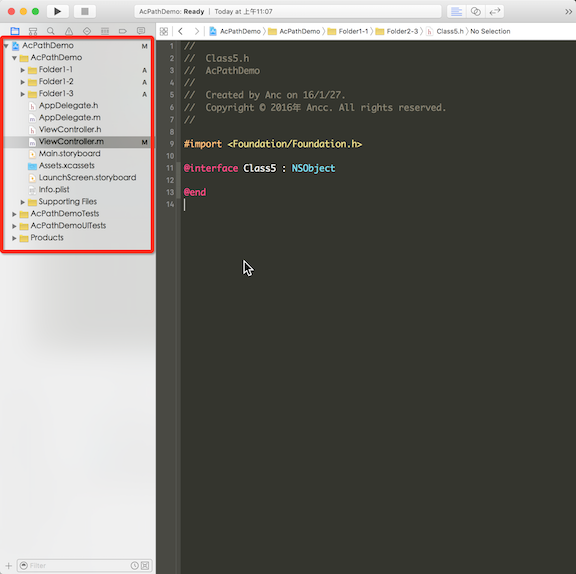 AcPathDemo: Ready | Today at 上午11:07
AcPathDemo M
AcPathDemo
Folder1-1 A
Folder1-2 A
Folder1-3 A
AppDelegate.h
AppDelegate.m
ViewController.h
ViewController.m M
Main.storyboard
Assets.xcassets
LaunchScreen.storyboard
Info.plist
Supporting Files
AcPathDemoTests
AcPathDemoUITests
Products
Filter
AcPathDemo AcPathDemo Folder1-1 Folder2-3 h Class5.h No Selection
1 //
2 // Class5.h
3 // AcPathDemo
4 //
5 // Created by Anc on 16/1/27.
6 // Copyright © 2016年 Ancc. All rights reserved.
7 //
8
9 #import <Foundation/Foundation.h>
10
11 @interface Class5 : NSObject
12
13 @end
14